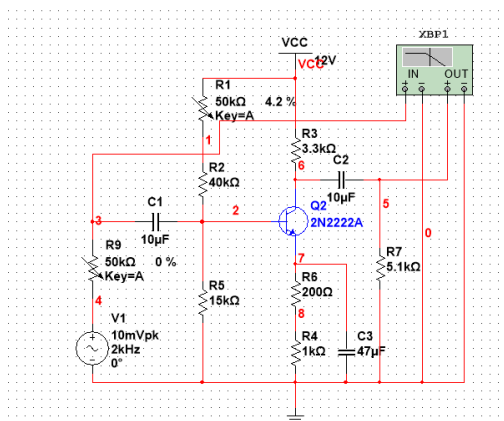 XBP1
VCC
VCC 12V
IN OUT
R1
50kΩ 4.2 %
Key=A
1
R3
3.3kΩ
6
C2
10µF
R2
40kΩ
Q2
2N2222A
C1
10µF
2
3
5
0
R9
50kΩ 0 %
Key=A
7
R7
5.1kΩ
R6
200Ω
R5
15kΩ
4
8
V1
10mVpk
2kHz
0°
R4
1kΩ
C3
47µF